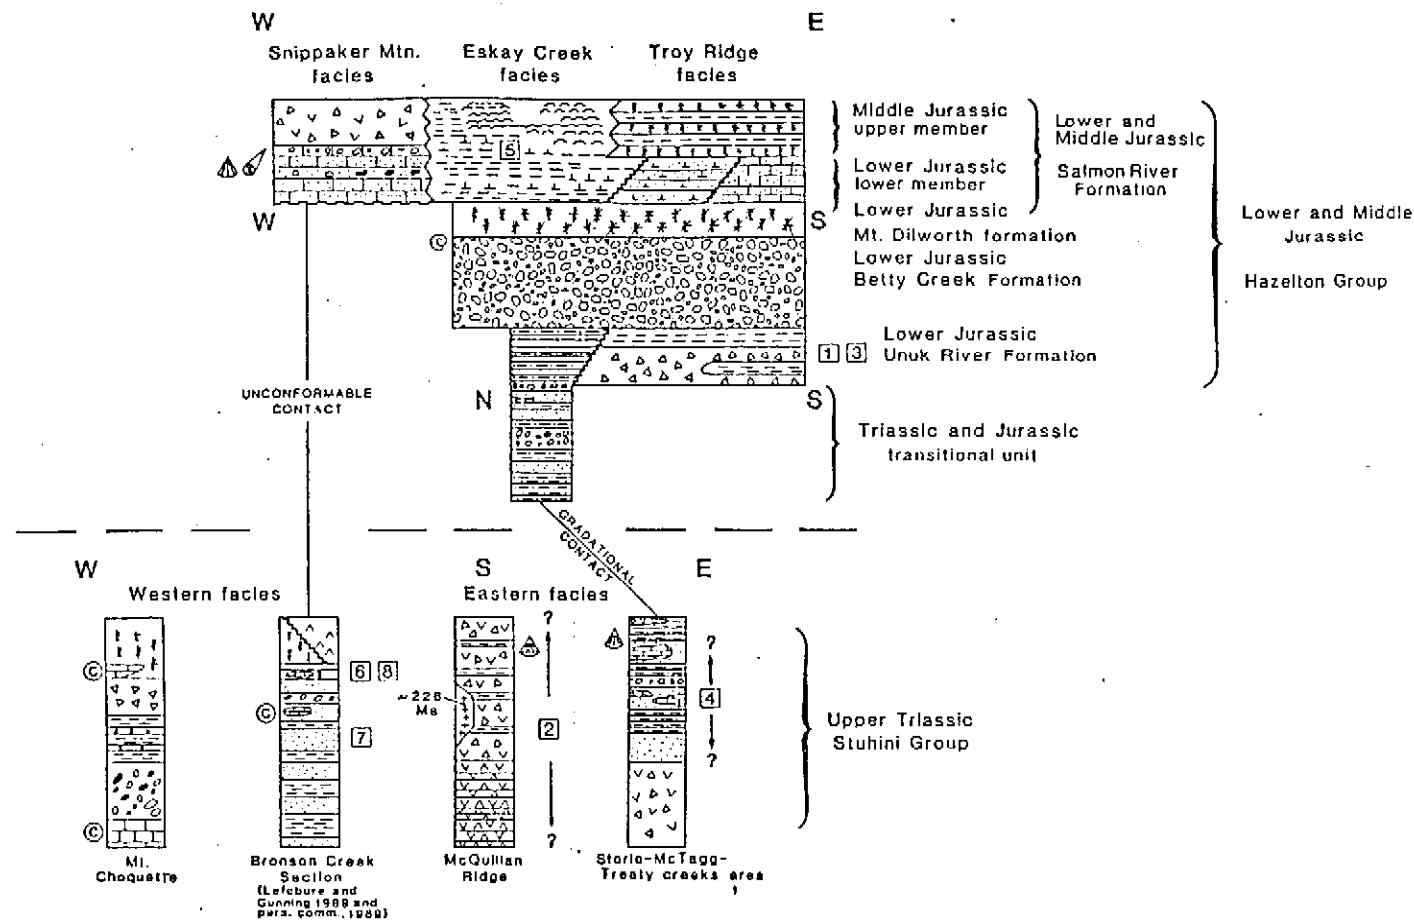 W
E
Snippaker Mtn.
facies
Eskay Creek
facies
Troy Ridge
facies
Middle Jurassic
upper member
Lower Jurassic
lower member
Lower and
Middle Jurassic
Salmon River
Formation
5
W
S
Lower Jurassic
Mt. Dilworth formation
C
Lower Jurassic
Betty Creek Formation
Lower and Middle
Jurassic
Hazelton Group
1 3
Lower Jurassic
Unuk River Formation
UNCONFORMABLE
CONTACT
N
S
Triassic and Jurassic
transitional unit
GRADATIONAL
CONTACT
W
S
E
Western facies
Eastern facies
?
?
C
6 8
~226
Ma
4
C
7
2
?
?
C
Upper Triassic
Stuhini Group
Mt.
Choquette
Bronson Creek
Section
(Lefebure and
Gunning 1989 and
pers. comm., 1989)
McQuillan
Ridge
Storie-McTagg-
Treaty creeks area